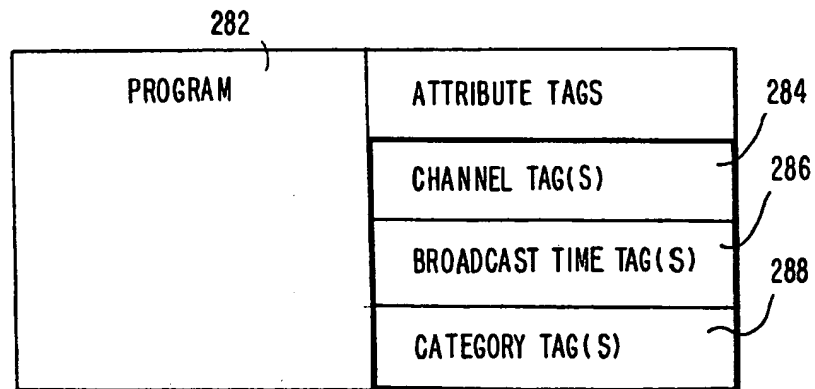 282
PROGRAM
ATTRIBUTE TAGS
284
CHANNEL TAG(S)
286
BROADCAST TIME TAG(S)
288
CATEGORY TAG(S)